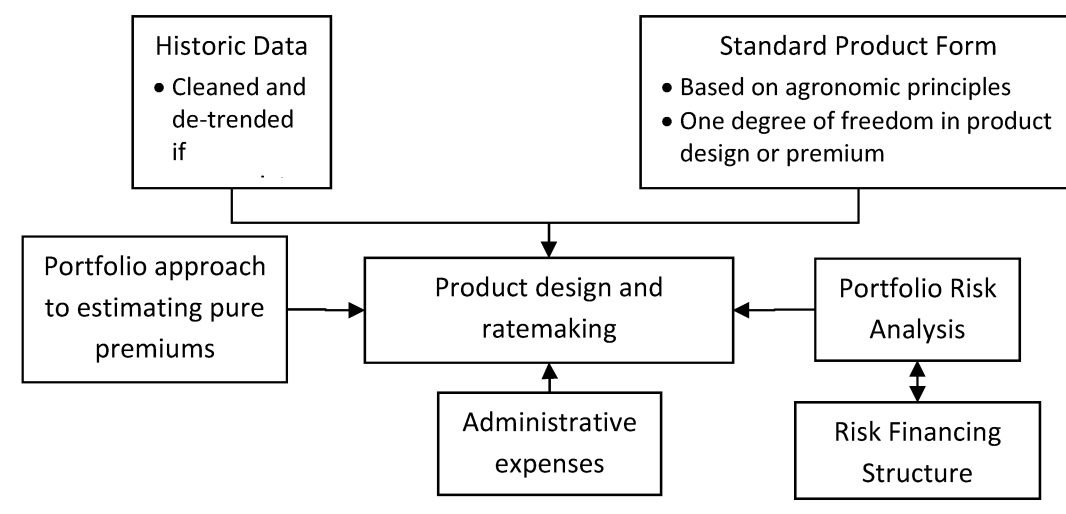 Historic Data
• Cleaned and
de-trended
if
Standard Product Form
• Based on agronomic principles
• One degree of freedom in product
design or premium
Portfolio approach
to estimating pure
premiums
Product design and
ratemaking
Portfolio Risk
Analysis
Administrative
expenses
Risk Financing
Structure